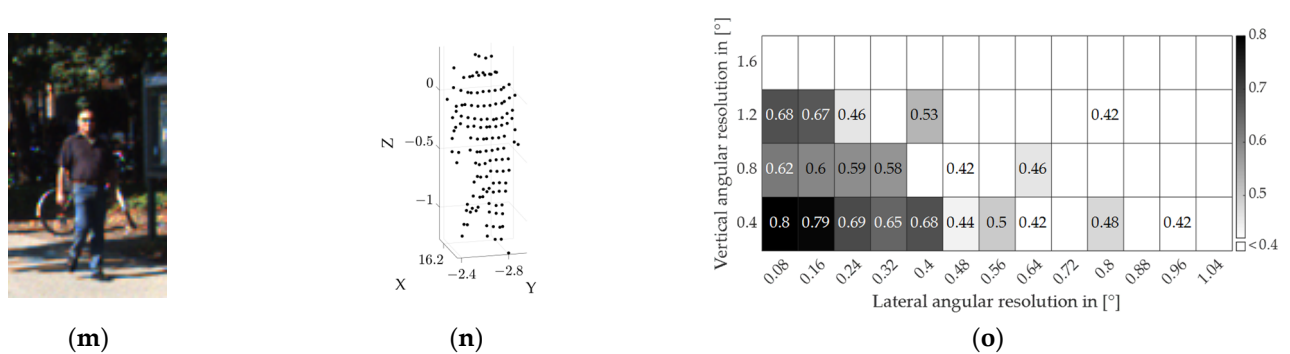 0
−0.5
−1
Z
16.2
−2.4
−2.8
X
Y
Vertical angular resolution in [°]
1.6
1.2
0.68 0.67 0.46 0.53 0.42
0.8
0.62 0.6 0.59 0.58 0.42 0.46
0.4
0.8 0.79 0.69 0.65 0.68 0.44 0.5 0.42 0.48 0.42
0.08 0.16 0.24 0.32 0.4 0.48 0.56 0.64 0.72 0.8 0.88 0.96 1.04
Lateral angular resolution in [°]
0.8
0.7
0.6
0.5
<0.4
(m)
(n)
(o)